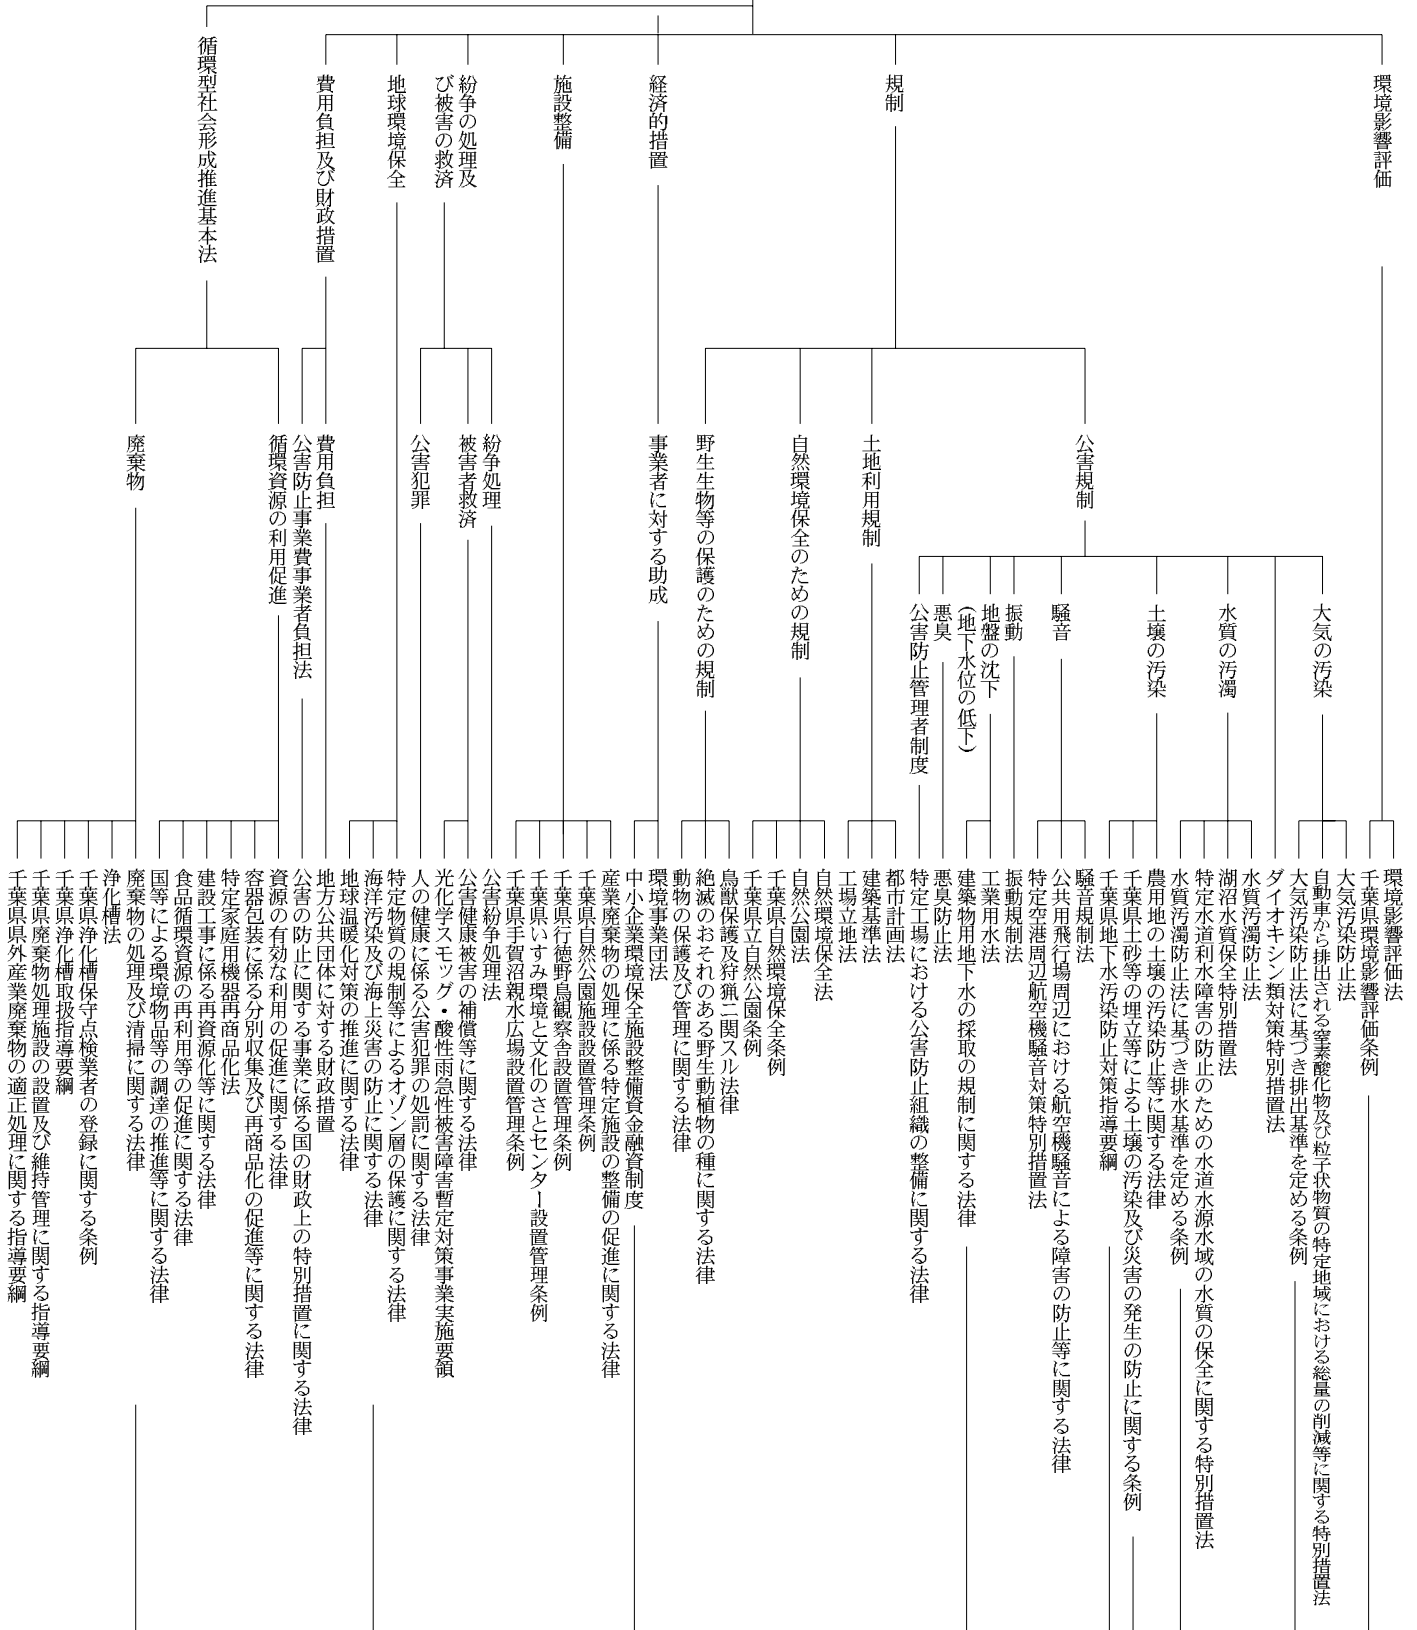 環境影響評価
規制
経済的措置
施設整備
紛争の処理及
び被害の救済
地球環境保全
費用負担及び財政措置
循環型社会形成推進基本法
公害規制
土地利用規制
自然環境保全のための規制
野生生物等の保護のための規制
事業者に対する助成
紛争処理
被害者救済
公害犯罪
費用負担
公害防止事業費事業者負担法
循環資源の利用促進
廃棄物
大気の汚染
水質の汚濁
土壌の汚染
騒音
振動
地盤の沈下
(地下水位の低下)
悪臭
公害防止管理者制度
環境影響評価法
千葉県環境影響評価条例
大気汚染防止法
自動車から排出される窒素酸化物及び粒子状物質の特定地域における総量の削減等に関する特別措置法
大気汚染防止法に基づき排出基準を定める条例
ダイオキシン類対策特別措置法
水質汚濁防止法
湖沼水質保全特別措置法
特定水道利水障害の防止のための水道水源水域の水質の保全に関する特別措置法
水質汚濁防止法に基づき排水基準を定める条例
農用地の土壌の汚染防止等に関する法律
千葉県土砂等の埋立等による土壌の汚染及び災害の発生の防止に関する条例
千葉県地下水汚染防止対策指導要綱
騒音規制法
公共用飛行場周辺における航空機騒音による障害の防止等に関する法律
特定空港周辺航空機騒音対策特別措置法
振動規制法
工業用水法
建築物用地下水の採取の規制に関する法律
悪臭防止法
特定工場における公害防止組織の整備に関する法律
都市計画法
建築基準法
工場立地法
自然環境保全法
千葉県自然環境保全条例
自然公園法
千葉県立自然公園条例
鳥獣保護及狩猟ニ関スル法律
絶滅のおそれのある野生動植物の種に関する法律
動物の保護及び管理に関する法律
環境事業団法
中小企業環境保全施設整備資金融資制度
産業廃棄物の処理に係る特定施設の整備の促進に関する法律
千葉県自然公園施設設置管理条例
千葉県行徳野鳥観察舎設置管理条例
千葉県いすみ環境と文化のさとセンター設置管理条例
千葉県手賀沼親水広場設置管理条例
公害紛争処理法
公害健康被害の補償等に関する法律
光化学スモッグ・酸性雨急性被害障害暫定対策事業実施要領
人の健康に係る公害犯罪の処罰に関する法律
特定物質の規制等によるオゾン層の保護に関する法律
海洋汚染及び海上災害の防止に関する法律
地球温暖化対策の推進に関する法律
地方公共団体に対する財政措置
公害の防止に関する事業に係る国の財政上の特別措置に関する法律
資源の有効な利用の促進に関する法律
容器包装に係る分別収集及び再商品化の促進等に関する法律
特定家庭用機器再商品化法
建設工事に係る再資源化等に関する法律
食品循環資源の再利用等の促進に関する法律
国等による環境物品等の調達の推進等に関する法律
廃棄物の処理及び清掃に関する法律
浄化槽法
千葉県浄化槽保守点検業者の登録に関する条例
千葉県浄化槽取扱指導要綱
千葉県廃棄物処理施設の設置及び維持管理に関する指導要綱
千葉県県外産業廃棄物の適正処理に関する指導要綱